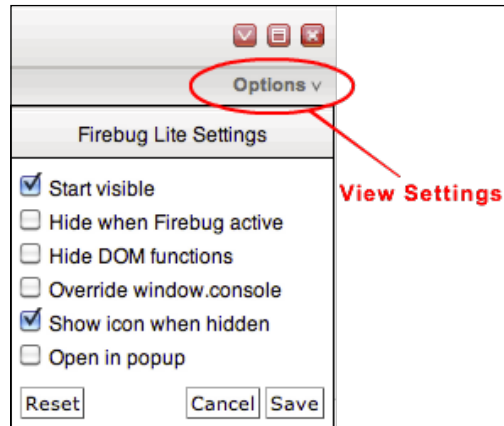 Options v
Firebug Lite Settings
Start visible
View Settings
Hide when Firebug active
Hide DOM functions
Override window.console
Show icon when hidden
Open in popup
Reset Cancel Save